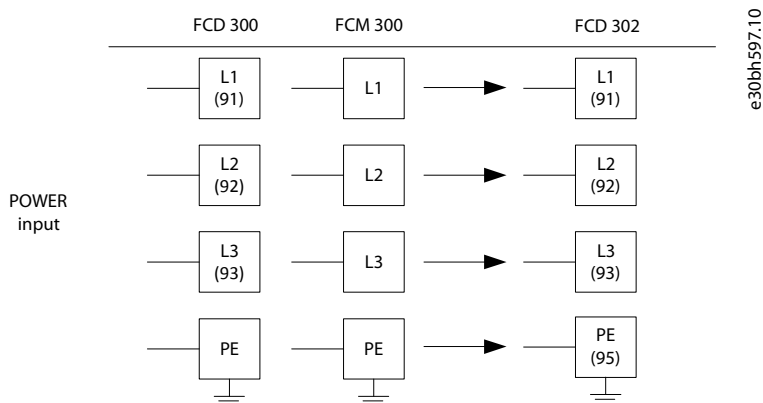 FCD 300 FCM 300 FCD 302
L1 L1 L1
(91) (91)
L2 L2 L2
(92) (92)
POWER
input
L3 L3 L3
(93) (93)
PE PE PE
(95)
e30bh597.10